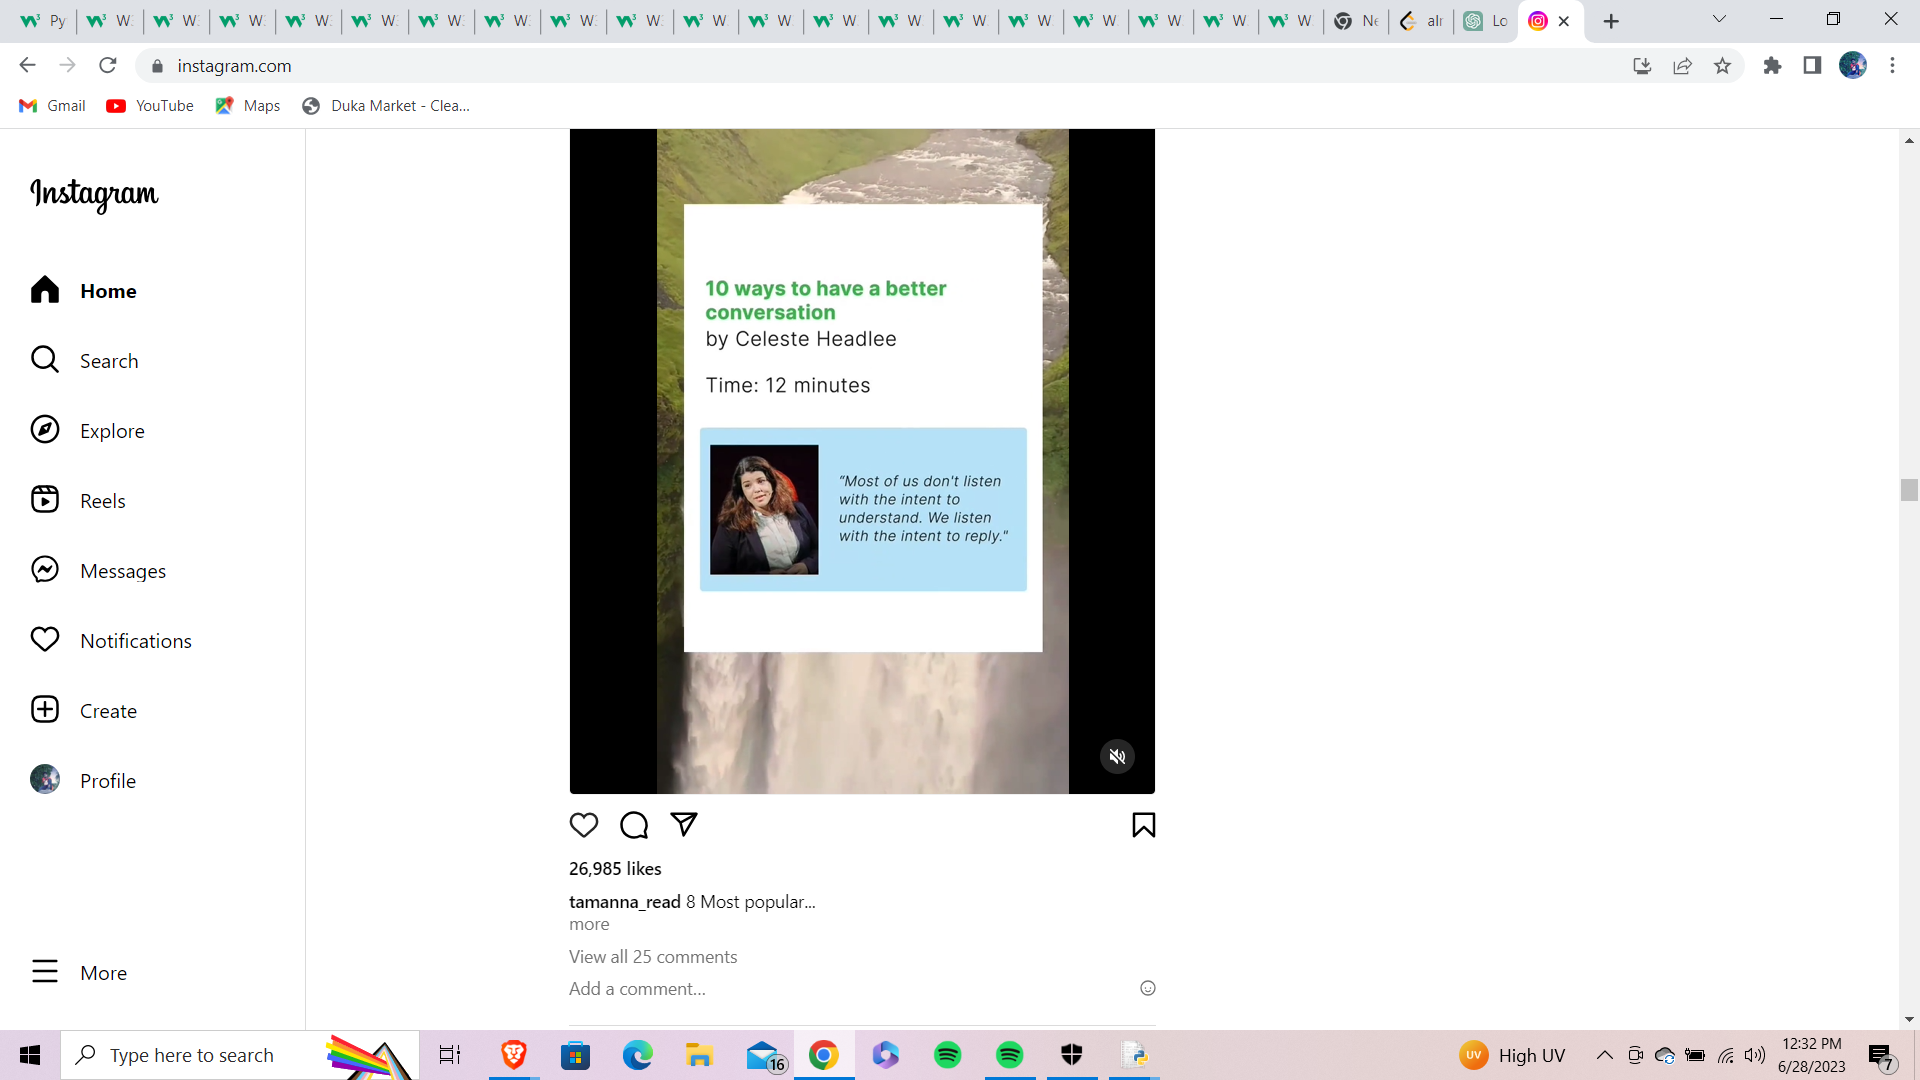 Py W W W W W W W W W W W W W W W W W W W Ne alr Lo
instagram.com
Gmail YouTube Maps Duka Market - Clea...
Instagram
Home
Search
Explore
Reels
Messages
Notifications
Create
Profile
More
10 ways to have a better
conversation
by Celeste Headlee
Time: 12 minutes
"Most of us don't listen
with the intent to
understand. We listen
with the intent to reply."
26,985 likes
tamanna_read 8 Most popular...
more
View all 25 comments
Add a comment...
Type here to search
16
UV High UV
12:32 PM
6/28/2023
7